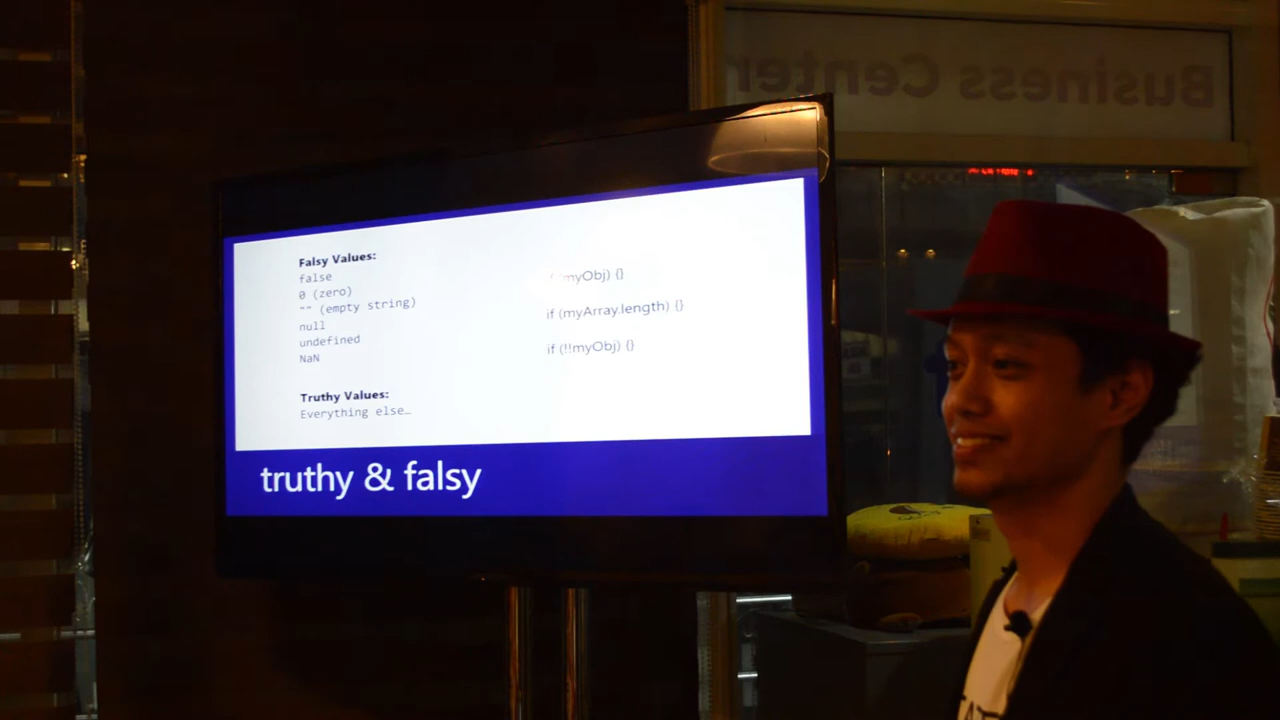 Business Center
Falsy Values:
false
0 (zero)
"" (empty string)
null
undefined
NaN
Truthy Values:
Everything else…
myObj) {}
if (myArray.length) {}
if (!!myObj) {}
truthy & falsy